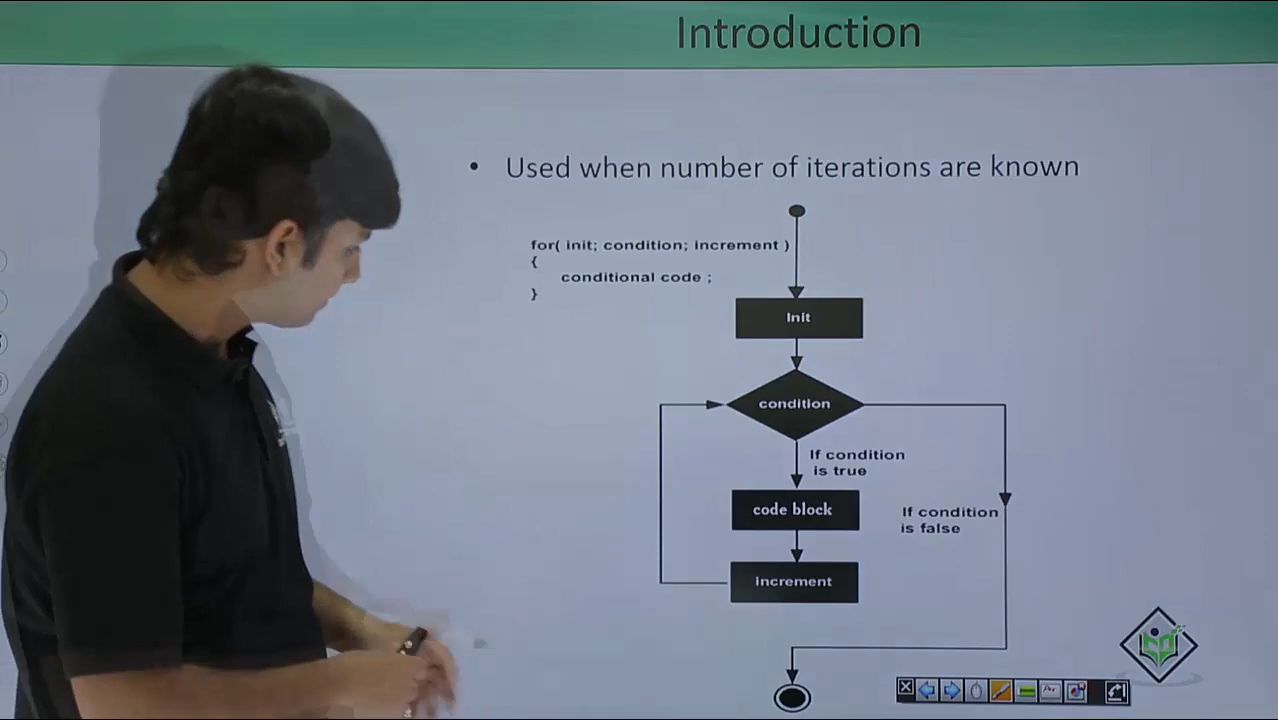 Introduction
• Used when number of iterations are known
for( init; condition; increment )
{
conditional code ;
}
Init
condition
If condition
is true
code block
If condition
is false
increment